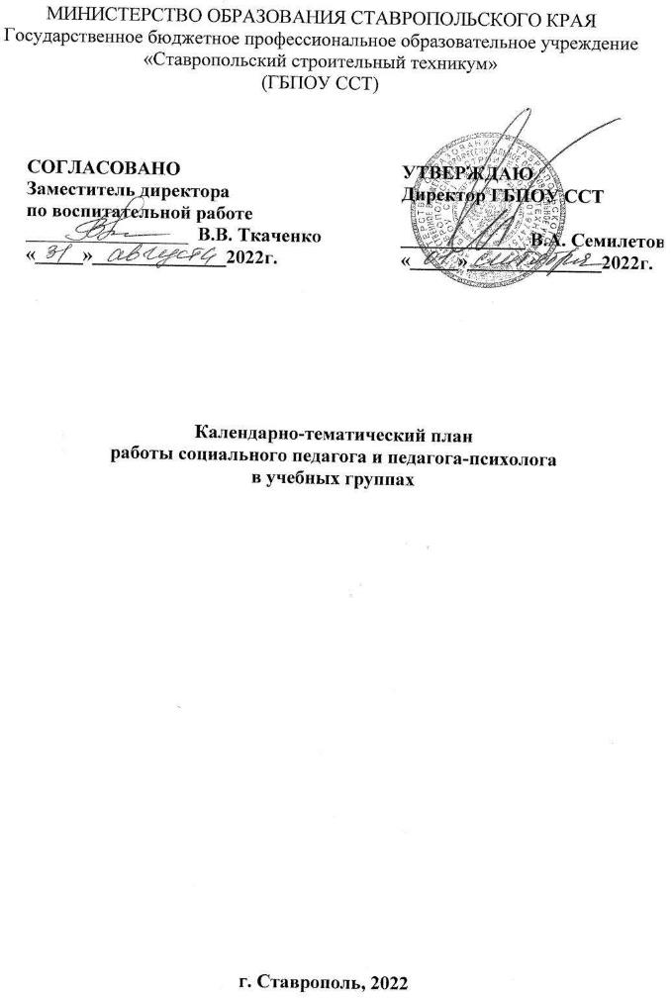 МИНИСТЕРСТВО ОБРАЗОВАНИЯ СТАВРОПОЛЬСКОГО КРАЯ
Государственное бюджетное профессиональное образовательное учреждение
«Ставропольский строительный техникум»
(ГБПОУ ССТ)
СОГЛАСОВАНО
Заместитель директора
по воспитательной работе
В.В. Ткаченко
«31» августа 2022г.
УТВЕРЖДАЮ
Директор ГБПОУ ССТ
В.А. Семилетов
«01» сентября 2022г.
Календарно-тематический план
работы социального педагога и педагога-психолога
в учебных группах
г. Ставрополь, 2022